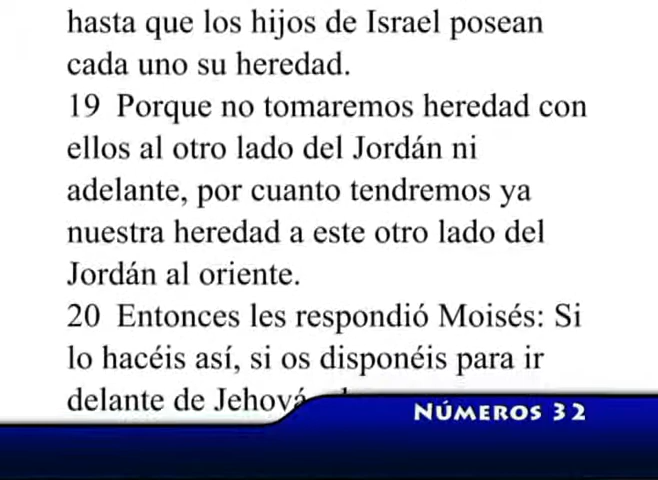 hasta que los hijos de Israel posean
cada uno su heredad.
19 Porque no tomaremos heredad con
ellos al otro lado del Jordán ni
adelante, por cuanto tendremos ya
nuestra heredad a este otro lado del
Jordán al oriente.
20 Entonces les respondió Moisés: Si
lo hacéis así, si os disponéis para ir
delante de Jehová
NÚMEROS 32